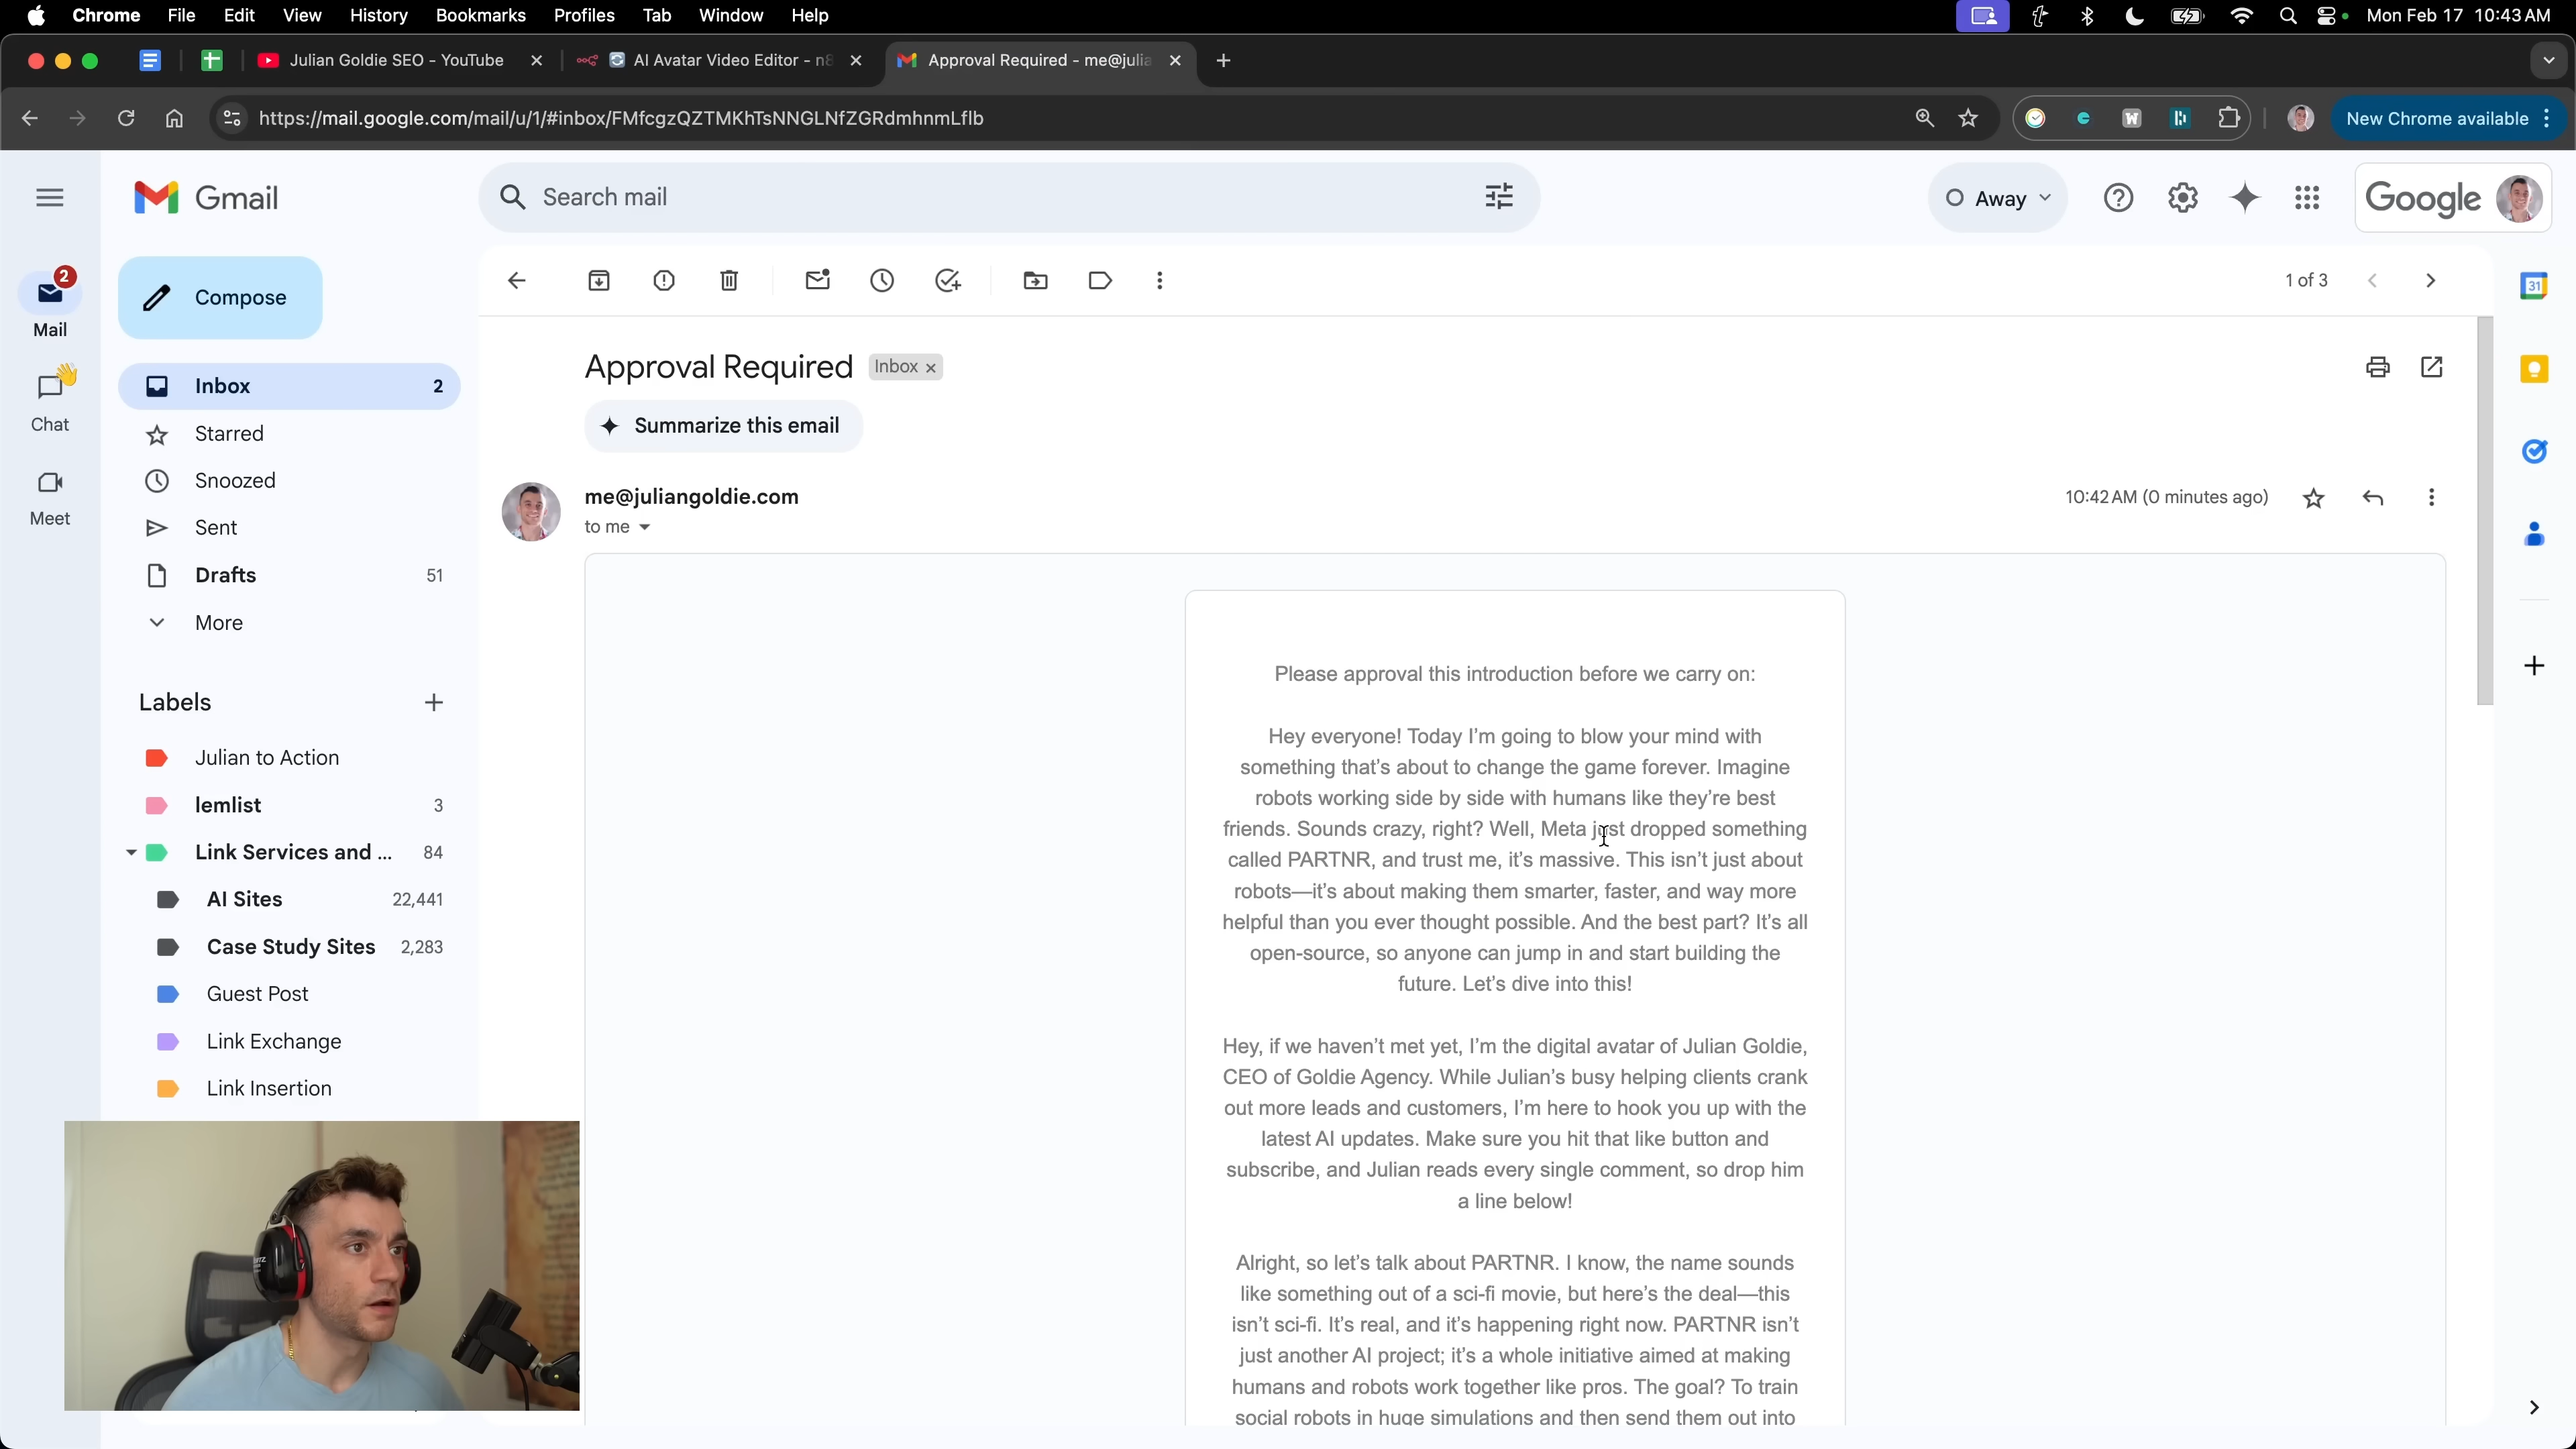 Chrome File Edit View History Bookmarks Profiles Tab Window Help Mon Feb 17 10:43 AM
Julian Goldie SEO - YouTube AI Avatar Video Editor - n8 Approval Required - me@julia
https://mail.google.com/mail/u/1/#inbox/FMfcgzQZTMKhTsNNGLNfZGRdmhnmLflb New Chrome available
Gmail Search mail Away Google
2
Mail
Chat
Meet
Compose
Inbox 2
Starred
Snoozed
Sent
Drafts 51
More
Labels
Julian to Action
lemlist 3
Link Services and ... 84
AI Sites 22,441
Case Study Sites 2,283
Guest Post
Link Exchange
Link Insertion
1 of 3
31
Approval Required Inbox
Summarize this email
me@juliangoldie.com 10:42 AM (0 minutes ago)
to me
Please approval this introduction before we carry on:
Hey everyone! Today I'm going to blow your mind with
something that's about to change the game forever. Imagine
robots working side by side with humans like they're best
friends. Sounds crazy, right? Well, Meta just dropped something
called PARTNR, and trust me, it's massive. This isn't just about
robots—it's about making them smarter, faster, and way more
helpful than you ever thought possible. And the best part? It's all
open-source, so anyone can jump in and start building the
future. Let's dive into this!
Hey, if we haven't met yet, I'm the digital avatar of Julian Goldie,
CEO of Goldie Agency. While Julian's busy helping clients crank
out more leads and customers, I'm here to hook you up with the
latest AI updates. Make sure you hit that like button and
subscribe, and Julian reads every single comment, so drop him
a line below!
Alright, so let's talk about PARTNR. I know, the name sounds
like something out of a sci-fi movie, but here's the deal—this
isn't sci-fi. It's real, and it's happening right now. PARTNR isn't
just another AI project; it's a whole initiative aimed at making
humans and robots work together like pros. The goal? To train
social robots in huge simulations and then send them out into